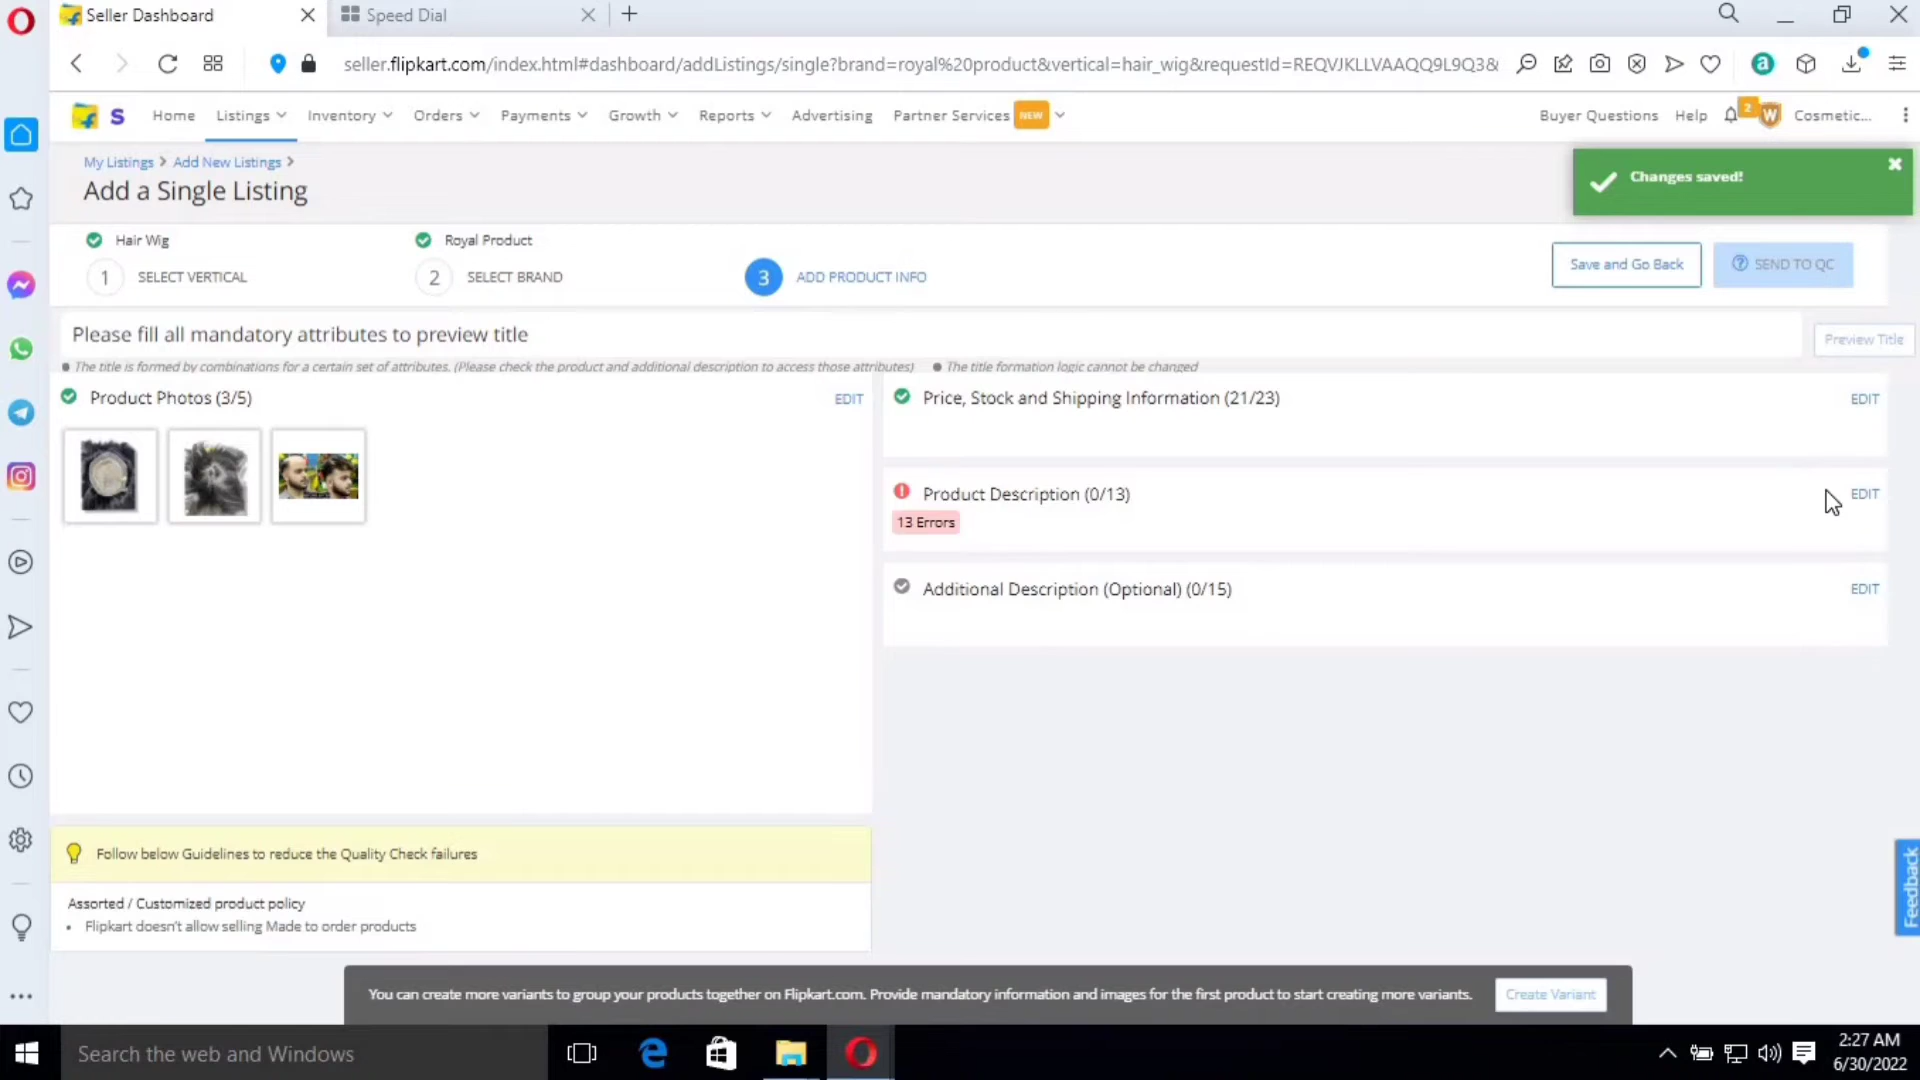 Seller Dashboard
Speed Dial
seller.flipkart.com/index.html#dashboard/addListings/single?brand=royal%20product&vertical=hair_wig&requestId=REQVJKLLVAAQQ9L9Q3&
S
Home
Listings
Inventory
Orders
Payments
Growth
Reports
Advertising
Partner Services
NEW
Buyer Questions
Help
2
W
Cosmetic...
My Listings
Add New Listings
Add a Single Listing
Changes saved!
Hair Wig
Royal Product
1 SELECT VERTICAL
2 SELECT BRAND
3 ADD PRODUCT INFO
Save and Go Back
SEND TO QC
Please fill all mandatory attributes to preview title
Preview Title
The title is formed by combinations for a certain set of attributes. (Please check the product and additional description to access those attributes)
The title formation logic cannot be changed
Product Photos (3/5)
EDIT
Price, Stock and Shipping Information (21/23)
EDIT
Product Description (0/13)
EDIT
13 Errors
Additional Description (Optional) (0/15)
EDIT
Follow below Guidelines to reduce the Quality Check failures
Assorted / Customized product policy
• Flipkart doesn't allow selling Made to order products
Feedback
You can create more variants to group your products together on Flipkart.com. Provide mandatory information and images for the first product to start creating more variants.
Create Variant
Search the web and Windows
2:27 AM
6/30/2022